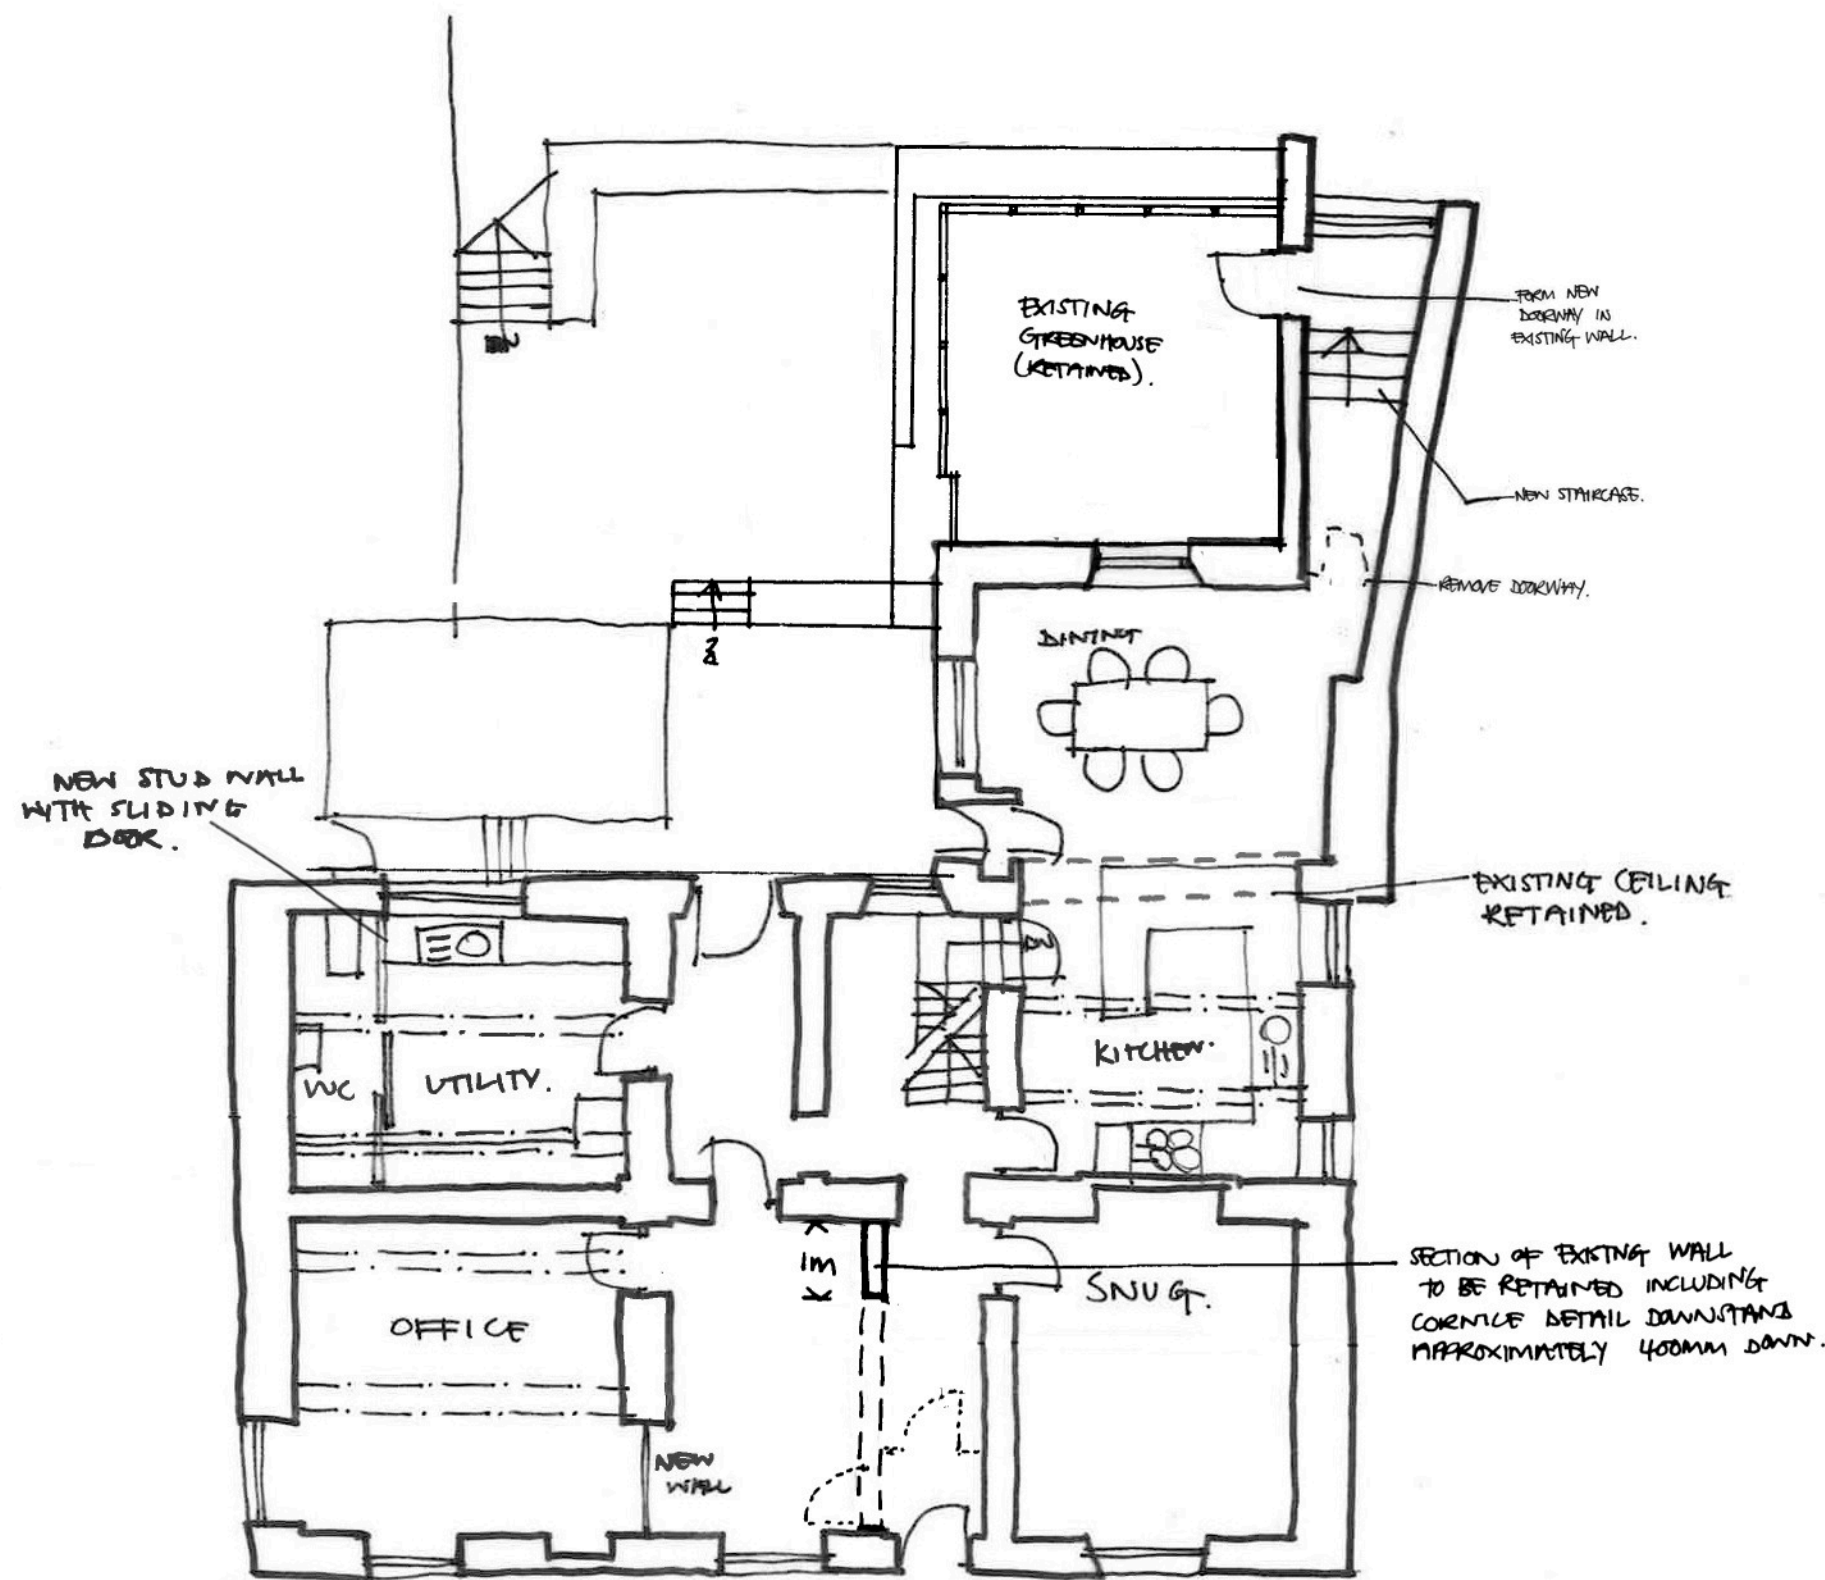 EXISTING
GREENHOUSE
(RETAINED).
FORM NEW
DOORWAY IN
EXISTING WALL.
NEW STAIRCASE.
REMOVE DOORWAY.
DINING
NEW STUD WALL
WITH SLIDING
DOOR.
EXISTING CEILING
RETAINED.
DN
KITCHEN.
WC
UTILITY.
1m
SECTION OF EXISTNG WALL
TO BE RETAINED INCLUDING
CORNICE DETAIL DOWNSTAND
APPROXIMATELY 400MM DOWN.
SNUG.
OFFICE
NEW
WALL